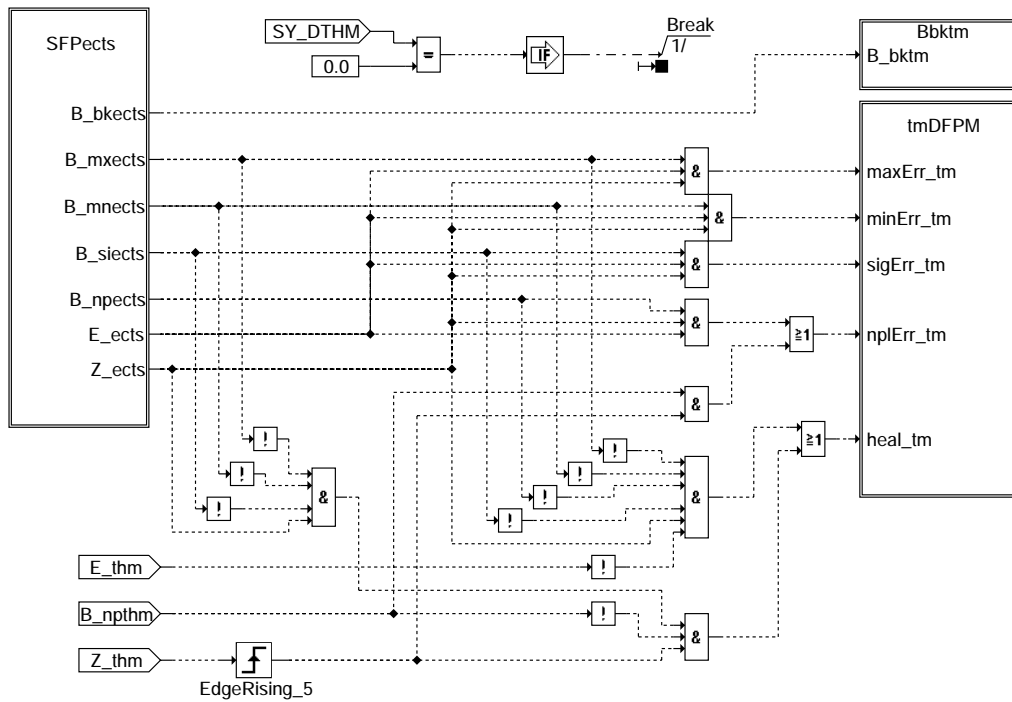 SFPects
B_bkects
B_mxects
B_mnects
B_siects
B_npects
E_ects
Z_ects
SY_DTHM
0.0
=
IF
Break
1/
Bbktm
B_bktm
tmDFPM
maxErr_tm
minErr_tm
sigErr_tm
nplErr_tm
heal_tm
&
&
&
&
≧1
&
≧1
!
!
!
&
!
!
!
!
&
E_thm
!
B_npthm
!
&
Z_thm
EdgeRising_5